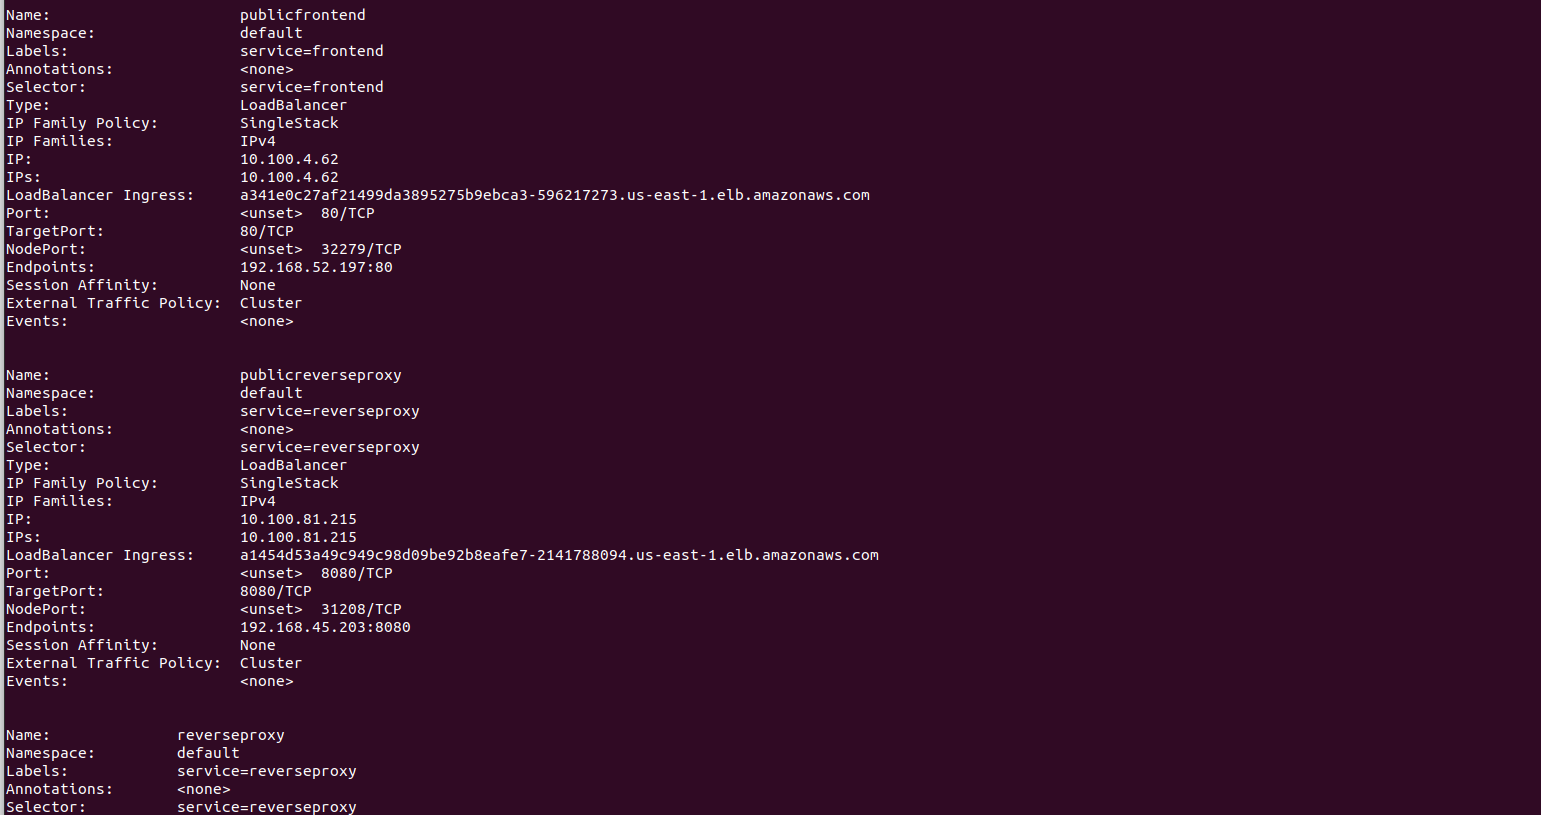 Name:                     publicfrontend
Namespace:                default
Labels:                   service=frontend
Annotations:              <none>
Selector:                 service=frontend
Type:                     LoadBalancer
IP Family Policy:         SingleStack
IP Families:              IPv4
IP:                       10.100.4.62
IPs:                      10.100.4.62
LoadBalancer Ingress:     a341e0c27af21499da3895275b9ebca3-596217273.us-east-1.elb.amazonaws.com
Port:                     <unset>  80/TCP
TargetPort:               80/TCP
NodePort:                 <unset>  32279/TCP
Endpoints:                192.168.52.197:80
Session Affinity:         None
External Traffic Policy:  Cluster
Events:                   <none>
Name:                     publicreverseproxy
Namespace:                default
Labels:                   service=reverseproxy
Annotations:              <none>
Selector:                 service=reverseproxy
Type:                     LoadBalancer
IP Family Policy:         SingleStack
IP Families:              IPv4
IP:                       10.100.81.215
IPs:                      10.100.81.215
LoadBalancer Ingress:     a1454d53a49c949c98d09be92b8eafe7-2141788094.us-east-1.elb.amazonaws.com
Port:                     <unset>  8080/TCP
TargetPort:               8080/TCP
NodePort:                 <unset>  31208/TCP
Endpoints:                192.168.45.203:8080
Session Affinity:         None
External Traffic Policy:  Cluster
Events:                   <none>
Name:              reverseproxy
Namespace:         default
Labels:            service=reverseproxy
Annotations:       <none>
Selector:          service=reverseproxy